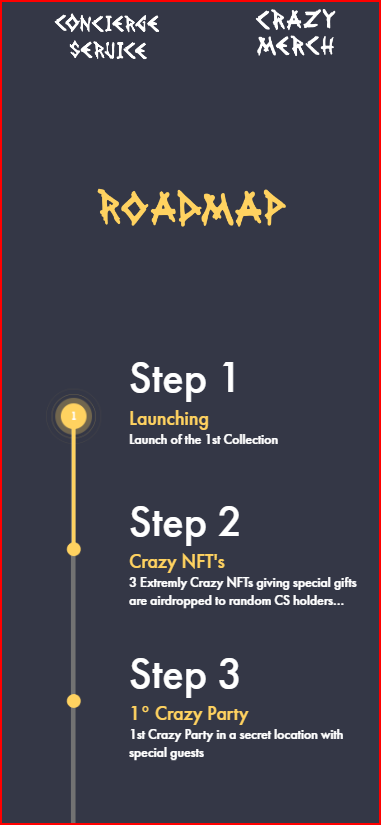 CONCIERGE
SERVICE
CRAZY
MERCH
ROADMAP
Step 1
1
Launching
Launch of the 1st Collection
Step 2
Crazy NFT's
3 Extremly Crazy NFTs giving special gifts
are airdropped to random CS holders...
Step 3
1° Crazy Party
1st Crazy Party in a secret location with
special guests